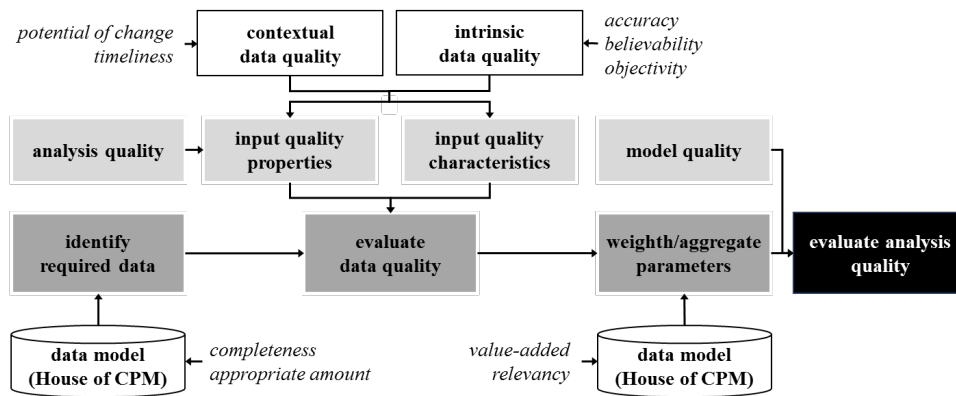 potential of change
timeliness
contextual
data quality
intrinsic
data quality
accuracy
believability
objectivity
analysis quality
input quality
properties
input quality
characteristics
model quality
identify
required data
evaluate
data quality
weighth/aggregate
parameters
evaluate analysis
quality
data model
(House of CPM)
completeness
appropriate amount
value-added
relevancy
data model
(House of CPM)